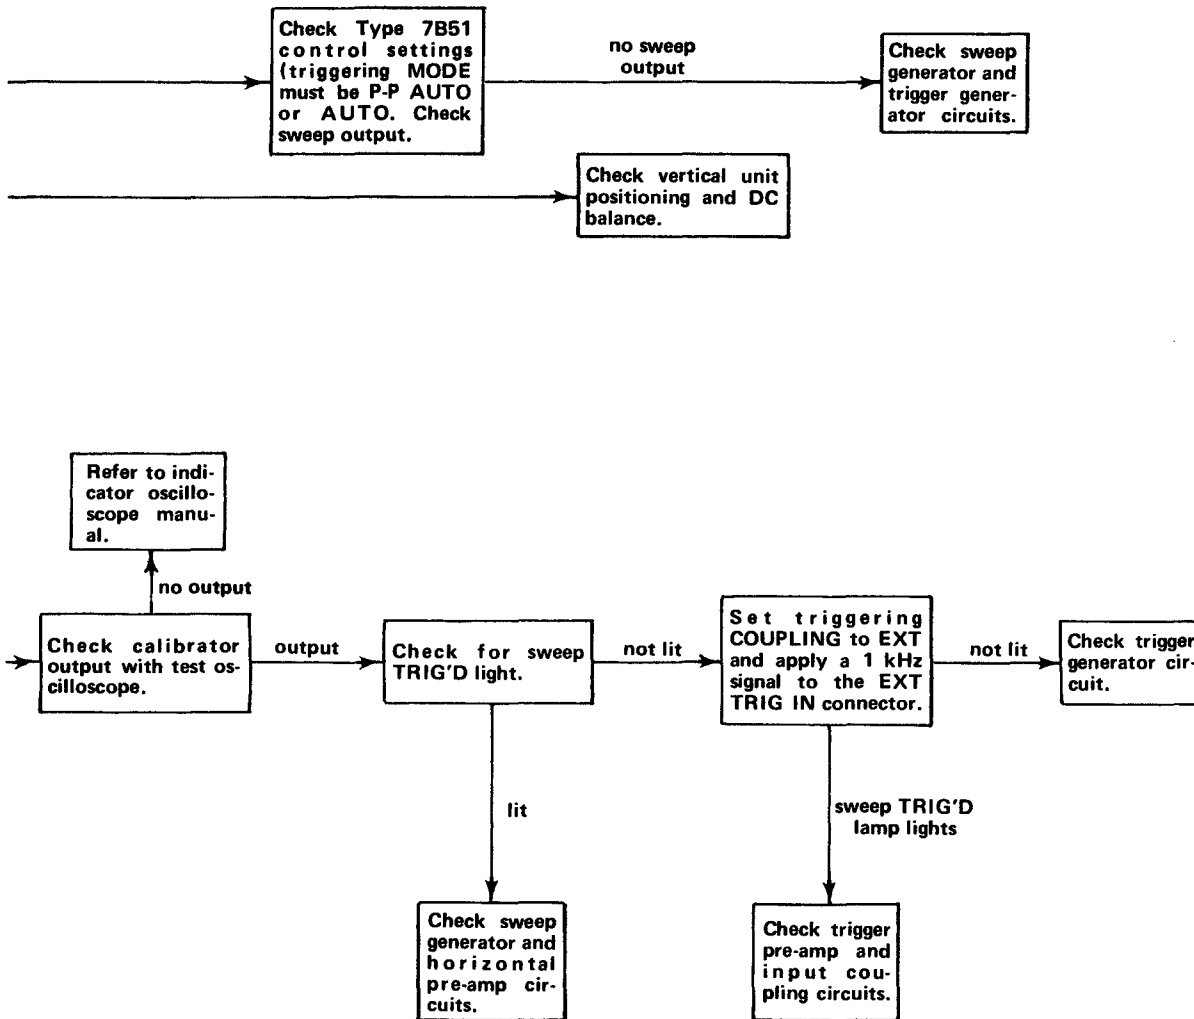 Check Type 7B51
control settings
(triggering MODE
must be P-P AUTO
or AUTO. Check
sweep output.
no sweep
output
Check sweep
generator and
trigger gener-
ator circuits.
Check vertical unit
positioning and DC
balance.
Refer to indi-
cator oscillo-
scope manu-
al.
no output
Check calibrator
output with test os-
cilloscope.
output
Check for sweep
TRIG'D light.
not lit
Set triggering
COUPLING to EXT
and apply a 1 kHz
signal to the EXT
TRIG IN connector.
not lit
Check trigger
generator cir-
cuit.
lit
sweep TRIG'D
lamp lights
Check sweep
generator and
horizontal
pre-amp cir-
cuits.
Check trigger
pre-amp and
input cou-
pling circuits.